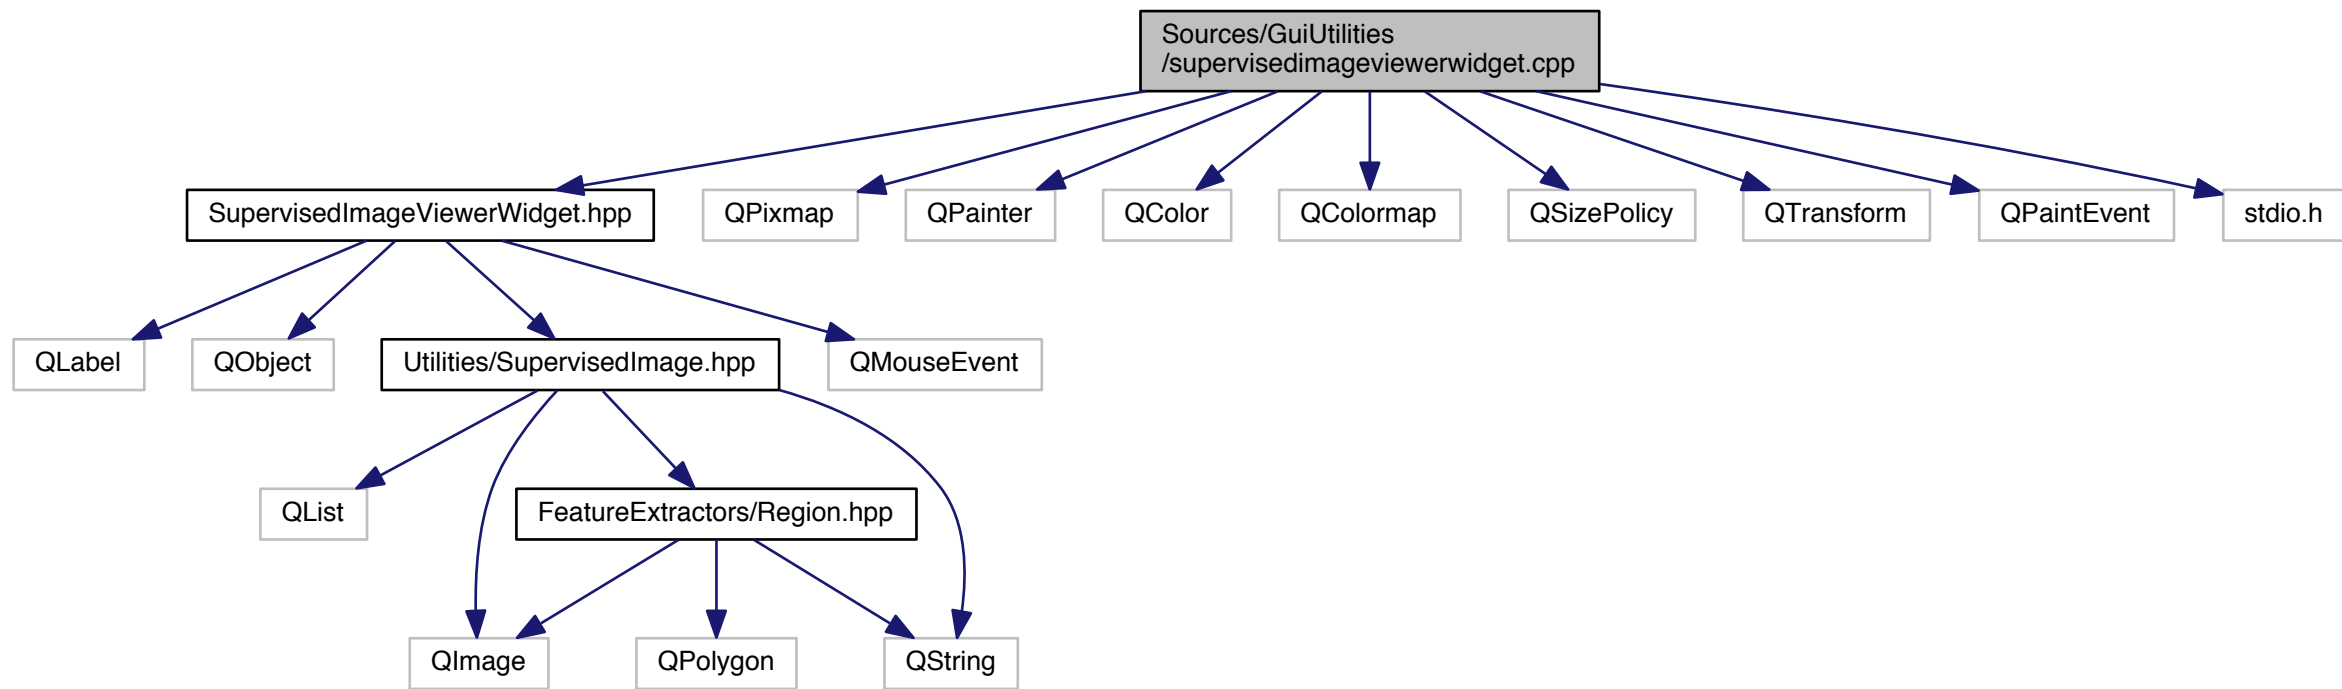 Sources/GuiUtilities
/supervisedimageviewerwidget.cpp
SupervisedImageViewerWidget.hpp
QPixmap
QPainter
QColor
QColormap
QSizePolicy
QTransform
QPaintEvent
stdio.h
QLabel
QObject
Utilities/SupervisedImage.hpp
QMouseEvent
QList
FeatureExtractors/Region.hpp
QImage
QPolygon
QString